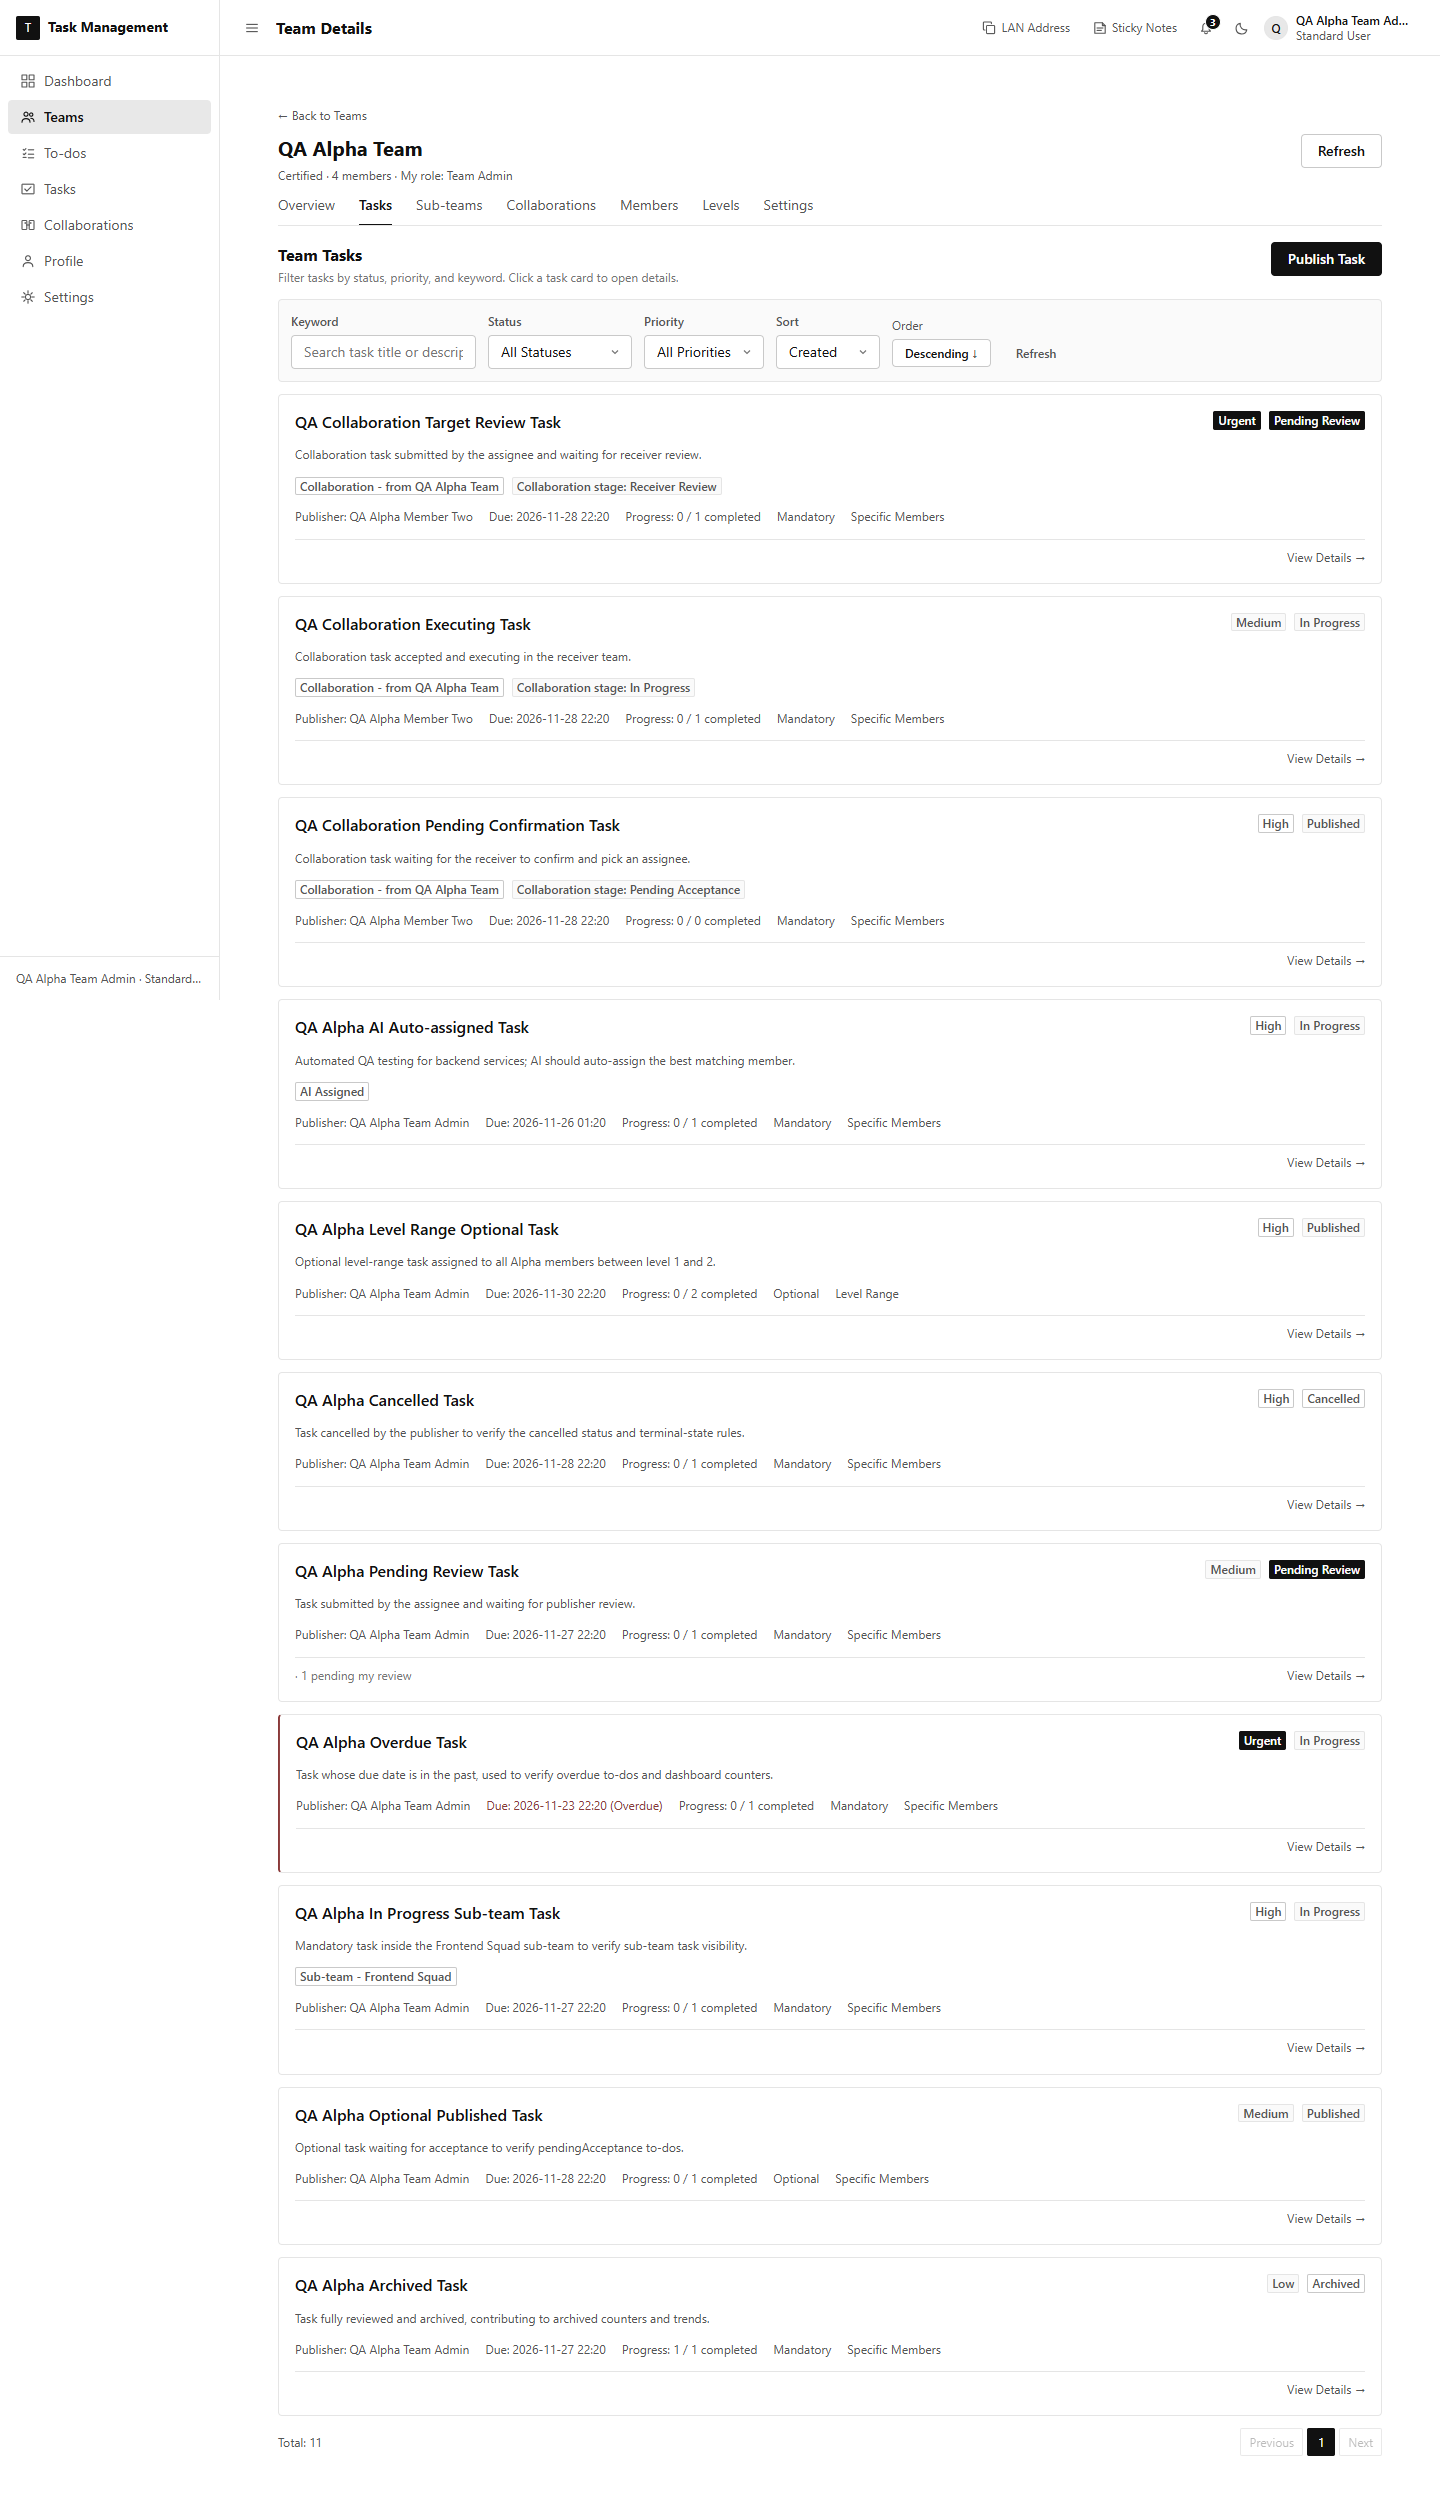 T Task Management
Team Details
LAN Address
Sticky Notes
3
Q
QA Alpha Team Ad...
Standard User
Dashboard
Teams
To-dos
Tasks
Collaborations
Profile
Settings
QA Alpha Team Admin · Standard...
← Back to Teams
QA Alpha Team
Refresh
Certified · 4 members · My role: Team Admin
Overview Tasks Sub-teams Collaborations Members Levels Settings
Team Tasks
Publish Task
Filter tasks by status, priority, and keyword. Click a task card to open details.
Keyword Status Priority Sort Order
Search task title or descrip All Statuses All Priorities Created Descending ↓ Refresh
QA Collaboration Target Review Task Urgent Pending Review
Collaboration task submitted by the assignee and waiting for receiver review.
Collaboration - from QA Alpha Team Collaboration stage: Receiver Review
Publisher: QA Alpha Member Two Due: 2026-11-28 22:20 Progress: 0 / 1 completed Mandatory Specific Members
View Details →
QA Collaboration Executing Task Medium In Progress
Collaboration task accepted and executing in the receiver team.
Collaboration - from QA Alpha Team Collaboration stage: In Progress
Publisher: QA Alpha Member Two Due: 2026-11-28 22:20 Progress: 0 / 1 completed Mandatory Specific Members
View Details →
QA Collaboration Pending Confirmation Task High Published
Collaboration task waiting for the receiver to confirm and pick an assignee.
Collaboration - from QA Alpha Team Collaboration stage: Pending Acceptance
Publisher: QA Alpha Member Two Due: 2026-11-28 22:20 Progress: 0 / 0 completed Mandatory Specific Members
View Details →
QA Alpha AI Auto-assigned Task High In Progress
Automated QA testing for backend services; AI should auto-assign the best matching member.
AI Assigned
Publisher: QA Alpha Team Admin Due: 2026-11-26 01:20 Progress: 0 / 1 completed Mandatory Specific Members
View Details →
QA Alpha Level Range Optional Task High Published
Optional level-range task assigned to all Alpha members between level 1 and 2.
Publisher: QA Alpha Team Admin Due: 2026-11-30 22:20 Progress: 0 / 2 completed Optional Level Range
View Details →
QA Alpha Cancelled Task High Cancelled
Task cancelled by the publisher to verify the cancelled status and terminal-state rules.
Publisher: QA Alpha Team Admin Due: 2026-11-28 22:20 Progress: 0 / 1 completed Mandatory Specific Members
View Details →
QA Alpha Pending Review Task Medium Pending Review
Task submitted by the assignee and waiting for publisher review.
Publisher: QA Alpha Team Admin Due: 2026-11-27 22:20 Progress: 0 / 1 completed Mandatory Specific Members
· 1 pending my review View Details →
QA Alpha Overdue Task Urgent In Progress
Task whose due date is in the past, used to verify overdue to-dos and dashboard counters.
Publisher: QA Alpha Team Admin Due: 2026-11-23 22:20 (Overdue) Progress: 0 / 1 completed Mandatory Specific Members
View Details →
QA Alpha In Progress Sub-team Task High In Progress
Mandatory task inside the Frontend Squad sub-team to verify sub-team task visibility.
Sub-team - Frontend Squad
Publisher: QA Alpha Team Admin Due: 2026-11-27 22:20 Progress: 0 / 1 completed Mandatory Specific Members
View Details →
QA Alpha Optional Published Task Medium Published
Optional task waiting for acceptance to verify pendingAcceptance to-dos.
Publisher: QA Alpha Team Admin Due: 2026-11-28 22:20 Progress: 0 / 1 completed Optional Specific Members
View Details →
QA Alpha Archived Task Low Archived
Task fully reviewed and archived, contributing to archived counters and trends.
Publisher: QA Alpha Team Admin Due: 2026-11-27 22:20 Progress: 1 / 1 completed Mandatory Specific Members
View Details →
Total: 11 Previous 1 Next